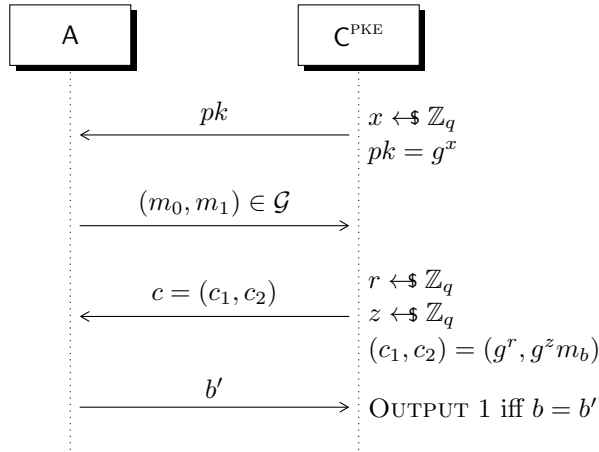 A
C^PKE
pk
x ←$ ℤ_q
pk = g^x
(m_0, m_1) ∈ 𝒢
r ←$ ℤ_q
c = (c_1, c_2)
z ←$ ℤ_q
(c_1, c_2) = (g^r, g^z m_b)
b′
OUTPUT 1 iff b = b′